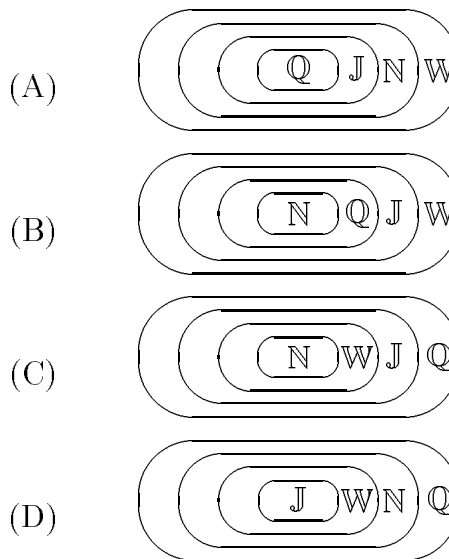 (A) ℚ 𝕁 ℕ 𝕎
(B) ℕ ℚ 𝕁 𝕎
(C) ℕ 𝕎 𝕁 ℚ
(D) 𝕁 𝕎 ℕ ℚ